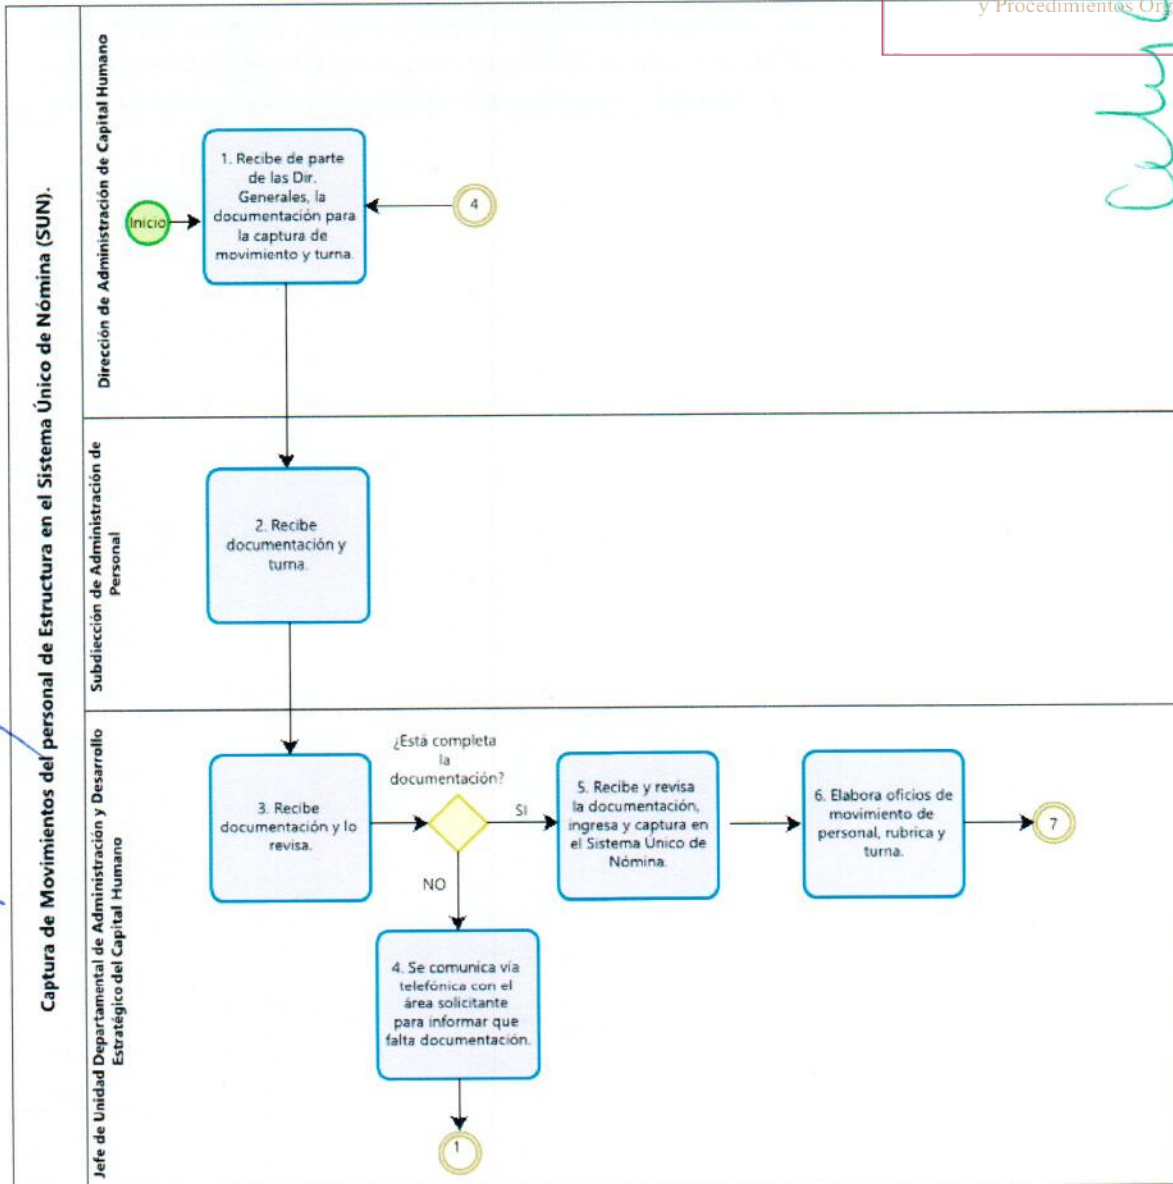 y Procedimientos Org
Captura de Movimientos del personal de Estructura en el Sistema Único de Nómina (SUN).
Dirección de Administración de Capital Humano
Inicio
1. Recibe de parte
de las Dir.
Generales, la
documentación para
la captura de
movimiento y turna.
4
Subdiección de Administración de
Personal
2. Recibe
documentación y
turna.
Jefe de Unidad Departamental de Administración y Desarrollo
Estratégico del Capital Humano
3. Recibe
documentación y lo
revisa.
¿Está completa
la
documentación?
SI
NO
5. Recibe y revisa
la documentación,
ingresa y captura en
el Sistema Único de
Nómina.
6. Elabora oficios de
movimiento de
personal, rubrica y
turna.
7
4. Se comunica vía
telefónica con el
área solicitante
para informar que
falta documentación.
1